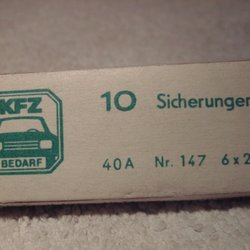 KFZ
BEDARF
10 Sicherungen
40A Nr. 147 6x2